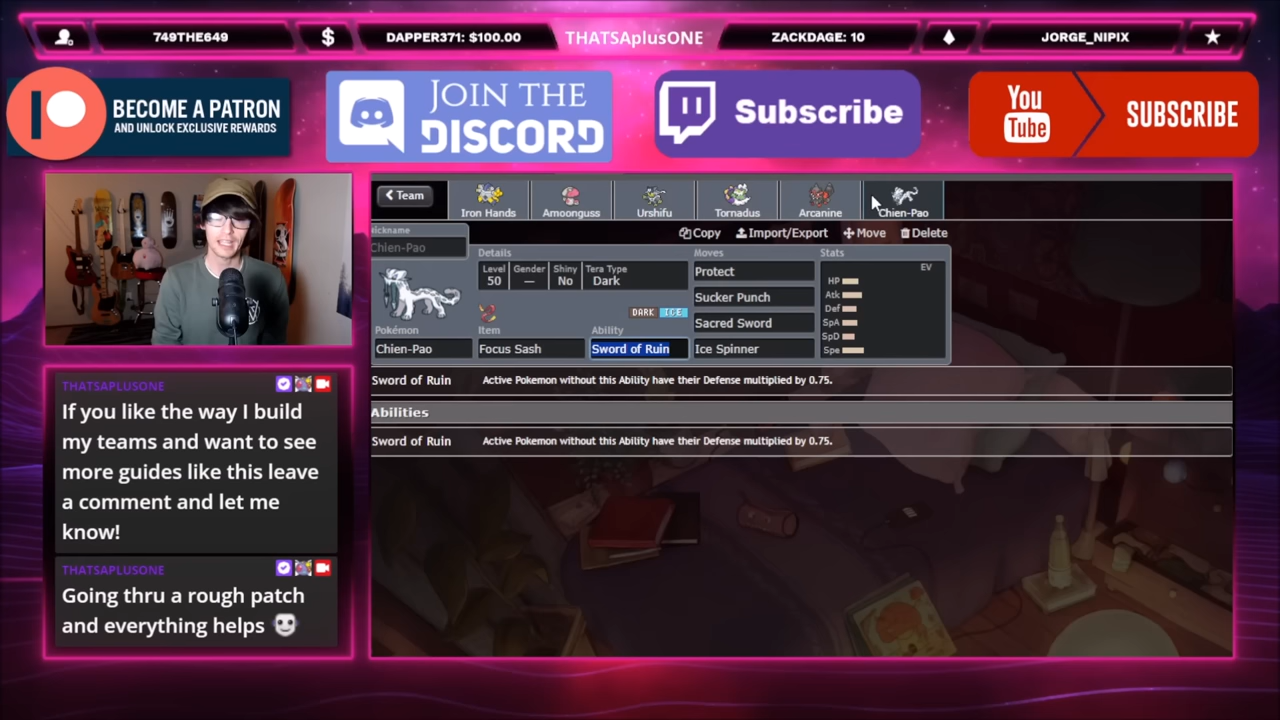 749THE649
$
DAPPER371: $100.00
THATSAplusONE
ZACKDAGE: 10
JORGE_NIPIX
BECOME A PATRON
AND UNLOCK EXCLUSIVE REWARDS
JOIN THE
DISCORD
Subscribe
You
Tube
SUBSCRIBE
Team
Iron Hands
Amoonguss
Urshifu
Tornadus
Arcanine
Chien-Pao
Copy
Import/Export
Move
Delete
Nickname
Chien-Pao
Details
Level
50
Gender
—
Shiny
No
Tera Type
Dark
DARK ICE
Pokémon
Chien-Pao
Item
Focus Sash
Ability
Sword of Ruin
Moves
Protect
Sucker Punch
Sacred Sword
Ice Spinner
Stats
EV
HP
Atk
Def
SpA
SpD
Spe
Sword of Ruin Active Pokemon without this Ability have their Defense multiplied by 0.75.
Abilities
Sword of Ruin Active Pokemon without this Ability have their Defense multiplied by 0.75.
THATSAPLUSONE
If you like the way I build
my teams and want to see
more guides like this leave
a comment and let me
know!
THATSAPLUSONE
Going thru a rough patch
and everything helps